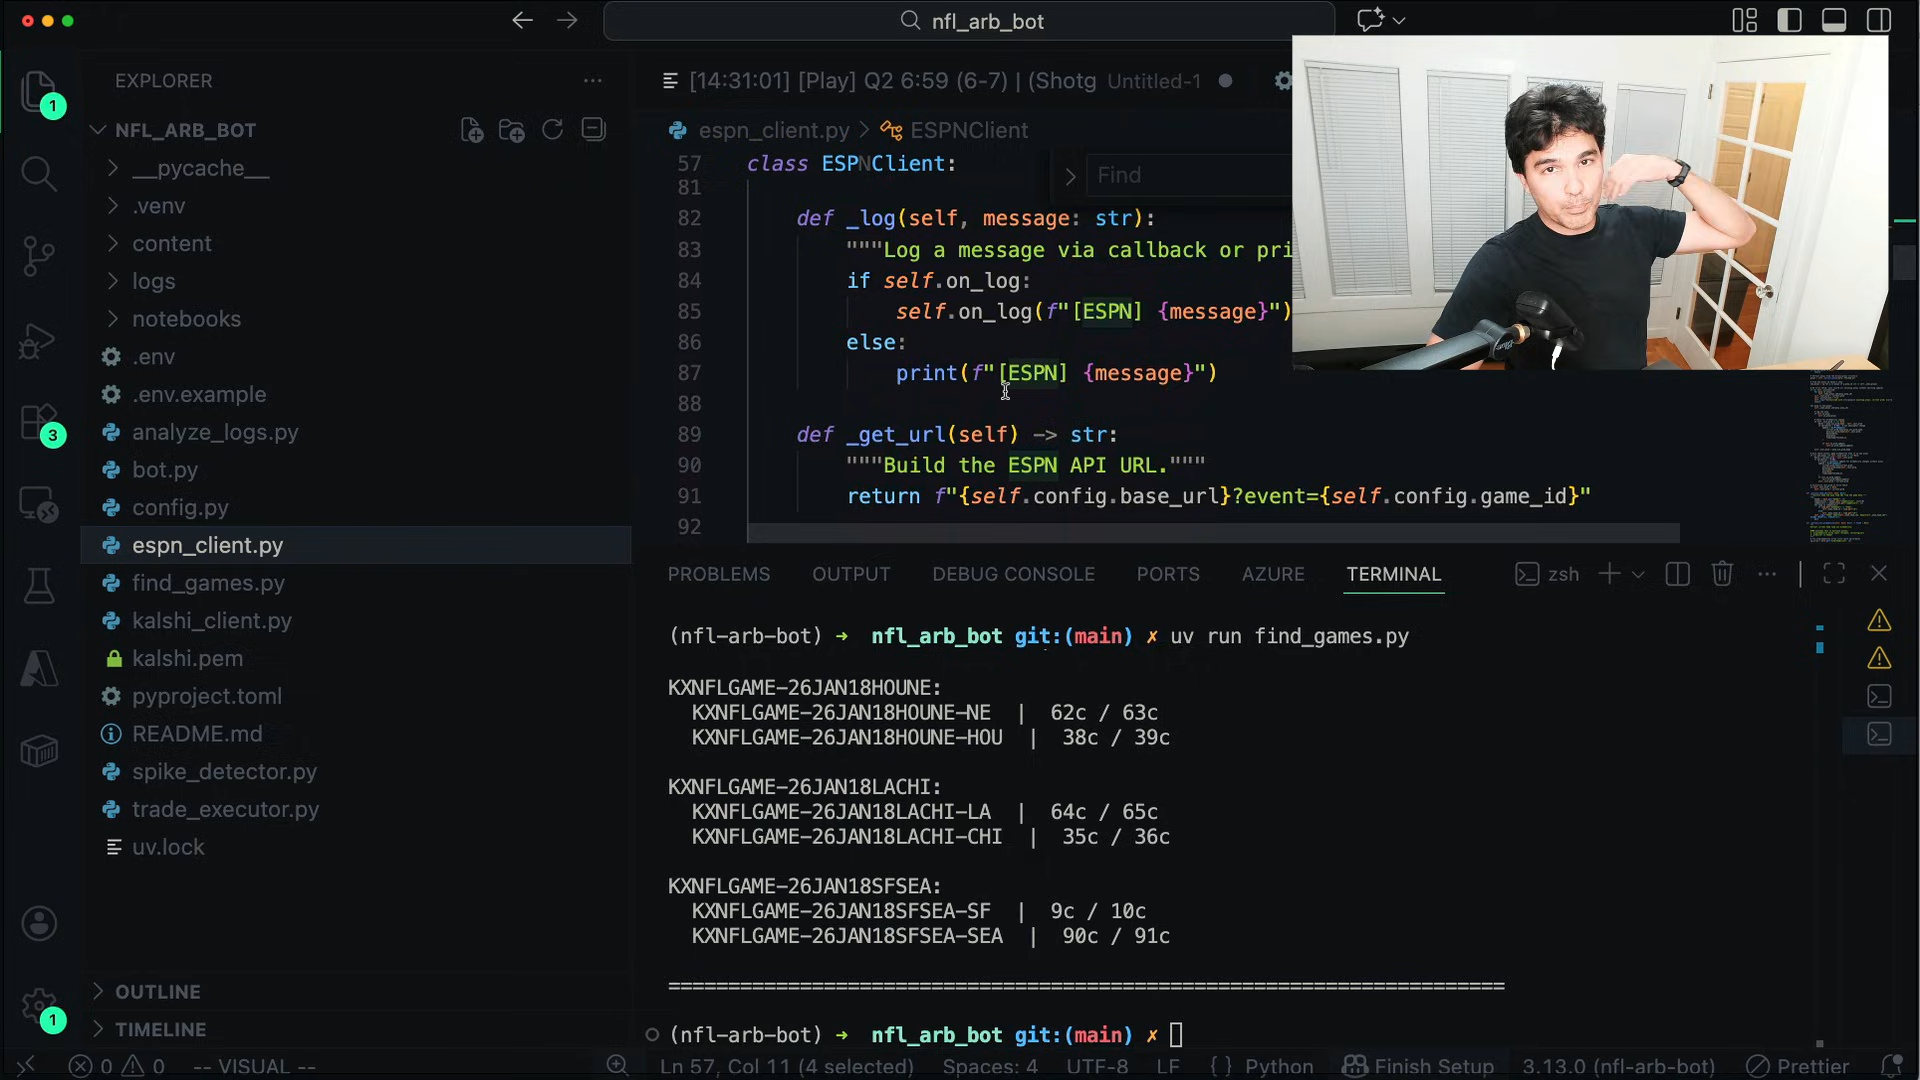 nfl_arb_bot
EXPLORER
NFL_ARB_BOT
__pycache__
.venv
content
logs
notebooks
.env
.env.example
analyze_logs.py
bot.py
config.py
espn_client.py
find_games.py
kalshi_client.py
kalshi.pem
pyproject.toml
README.md
spike_detector.py
trade_executor.py
uv.lock
OUTLINE
TIMELINE
1
3
1
[14:31:01] [Play] Q2 6:59 (6-7) | (Shotg Untitled-1
espn_client.py > ESPNClient
Find
57 class ESPNClient:
81
82 def _log(self, message: str):
83 """Log a message via callback or pri
84 if self.on_log:
85 self.on_log(f"[ESPN] {message}")
86 else:
87 print(f"[ESPN] {message}")
88
89 def _get_url(self) -> str:
90 """Build the ESPN API URL."""
91 return f"{self.config.base_url}?event={self.config.game_id}"
92
PROBLEMS OUTPUT DEBUG CONSOLE PORTS AZURE TERMINAL zsh
(nfl-arb-bot) → nfl_arb_bot git:(main) ✗ uv run find_games.py
KXNFLGAME-26JAN18HOUNE:
KXNFLGAME-26JAN18HOUNE-NE | 62c / 63c
KXNFLGAME-26JAN18HOUNE-HOU | 38c / 39c
KXNFLGAME-26JAN18LACHI:
KXNFLGAME-26JAN18LACHI-LA | 64c / 65c
KXNFLGAME-26JAN18LACHI-CHI | 35c / 36c
KXNFLGAME-26JAN18SFSEA:
KXNFLGAME-26JAN18SFSEA-SF | 9c / 10c
KXNFLGAME-26JAN18SFSEA-SEA | 90c / 91c
======================================================================
(nfl-arb-bot) → nfl_arb_bot git:(main) ✗
0 0 -- VISUAL -- Ln 57, Col 11 (4 selected) Spaces: 4 UTF-8 LF { } Python Finish Setup 3.13.0 (nfl-arb-bot) Prettier